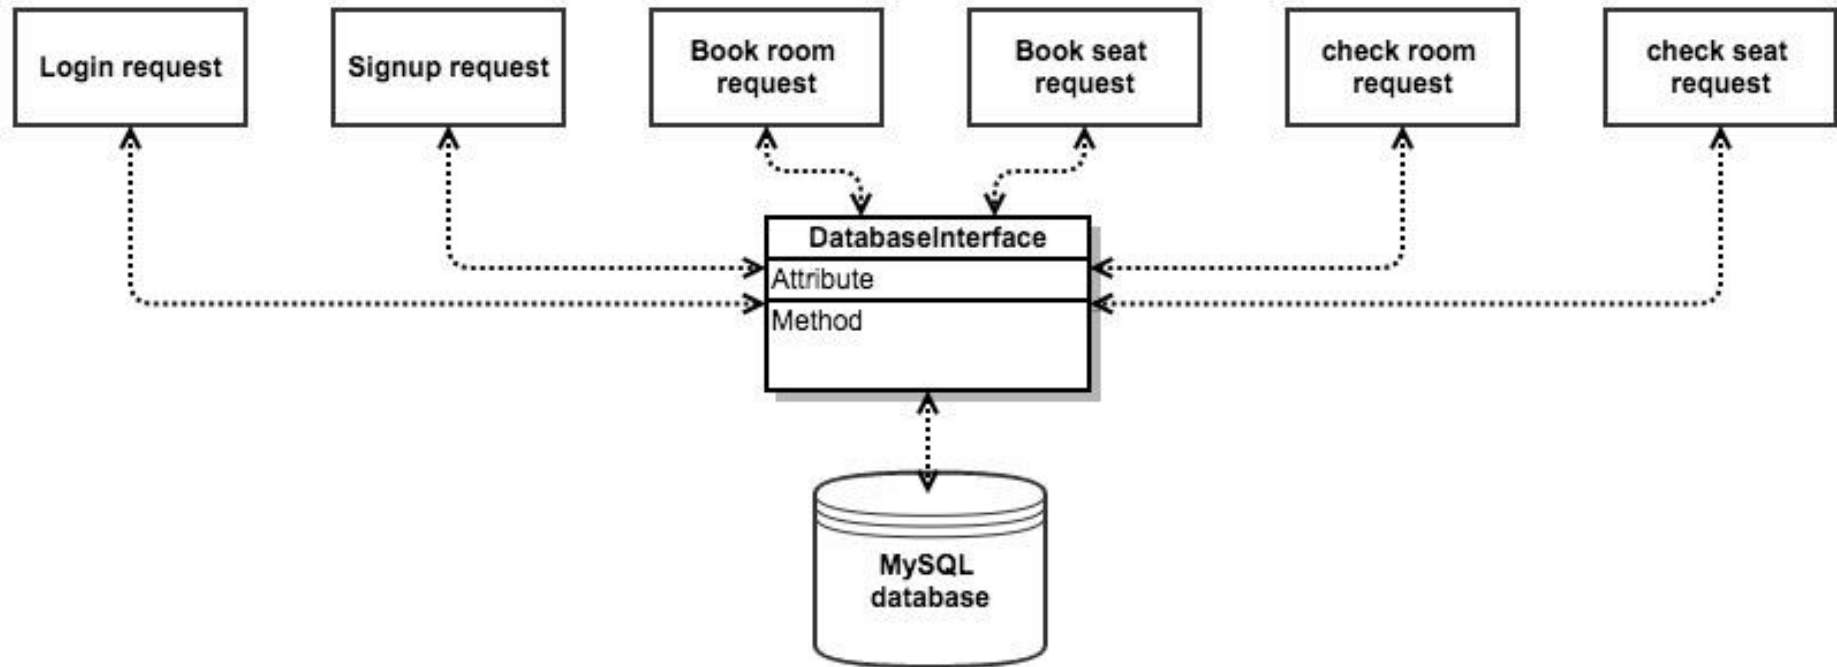 Login request
Signup request
Book room
request
Book seat
request
check room
request
check seat
request
DatabaseInterface
Attribute
Method
MySQL
database